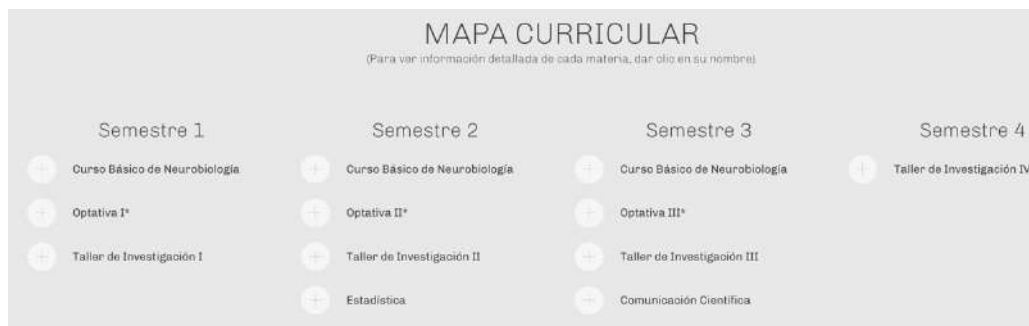 MAPA CURRICULAR
(Para ver información detallada de cada materia, dar clic en su nombre)
Semestre 1
Curso Básico de Neurobiología
Optativa I*
Taller de Investigación I
Semestre 2
Curso Básico de Neurobiología
Optativa II*
Taller de Investigación II
Estadística
Semestre 3
Curso Básico de Neurobiología
Optativa III*
Taller de Investigación III
Comunicación Científica
Semestre 4
Taller de Investigación IV